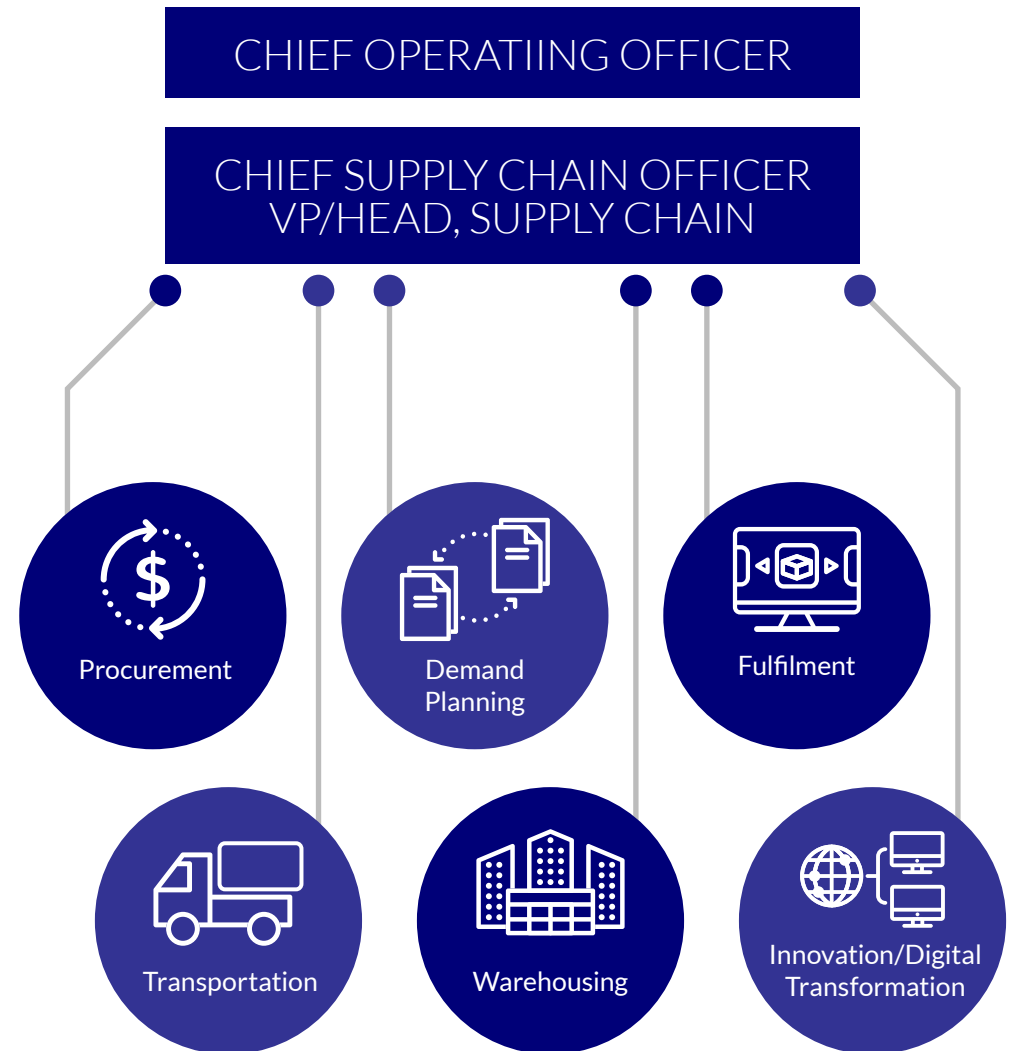 CHIEF OPERATIING OFFICER
CHIEF SUPPLY CHAIN OFFICER
VP/HEAD, SUPPLY CHAIN
$
Procurement
Demand
Planning
Fulfilment
Transportation
Warehousing
Innovation/Digital
Transformation